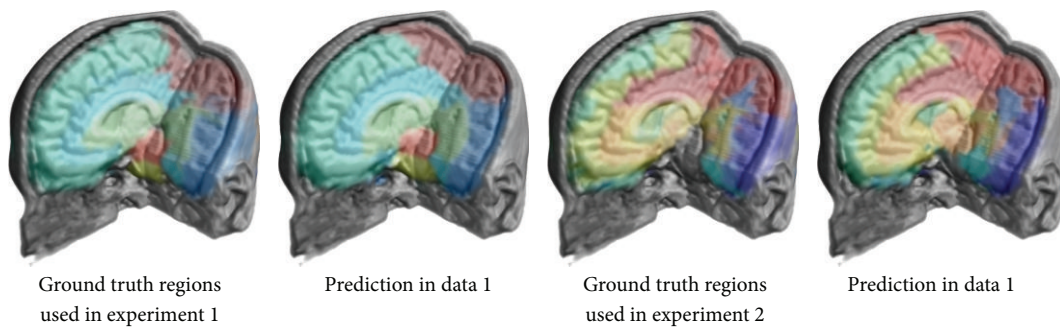 Ground truth regions
used in experiment 1
Prediction in data 1
Ground truth regions
used in experiment 2
Prediction in data 1